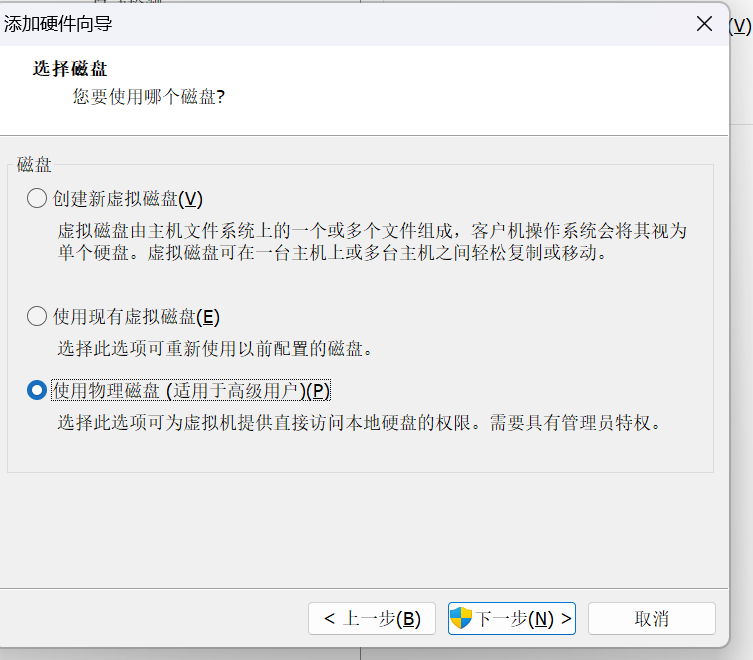 添加硬件向导
(V)
选择磁盘
您要使用哪个磁盘?
磁盘
创建新虚拟磁盘(V)
虚拟磁盘由主机文件系统上的一个或多个文件组成，客户机操作系统会将其视为
单个硬盘。虚拟磁盘可在一台主机上或多台主机之间轻松复制或移动。
使用现有虚拟磁盘(E)
选择此选项可重新使用以前配置的磁盘。
使用物理磁盘 (适用于高级用户)(P)
选择此选项可为虚拟机提供直接访问本地硬盘的权限。需要具有管理员特权。
< 上一步(B)
下一步(N) >
取消